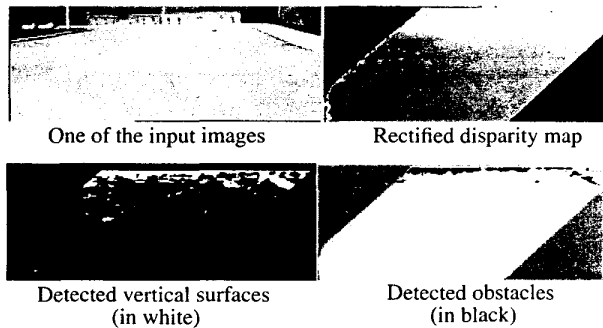 One of the input images
Rectified disparity map
Detected vertical surfaces
(in white)
Detected obstacles
(in black)